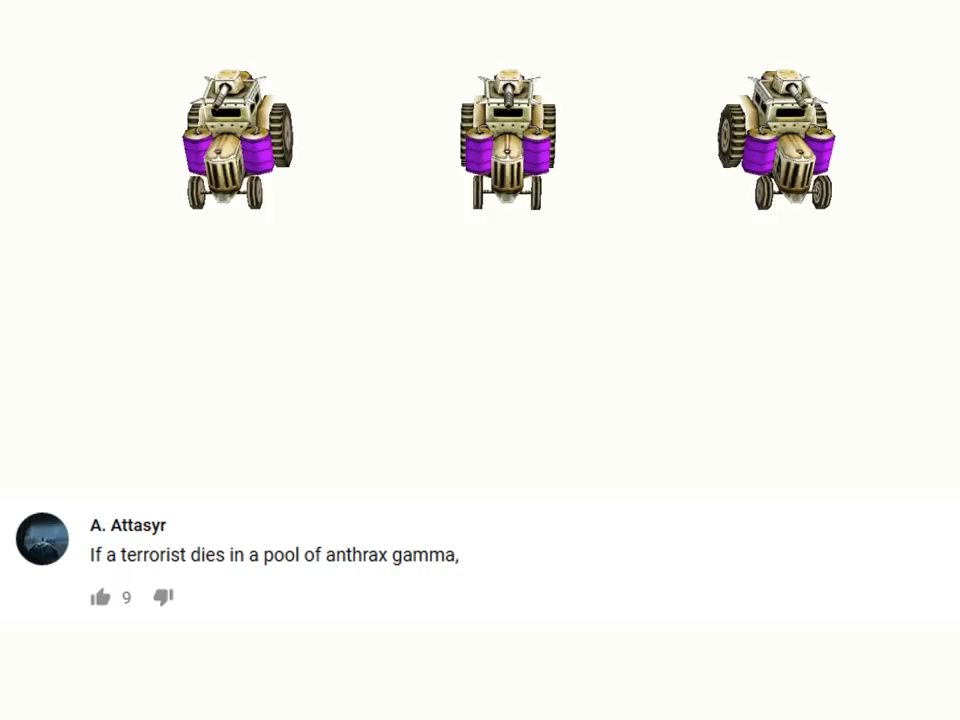 A. Attasyr
If a terrorist dies in a pool of anthrax gamma,
9